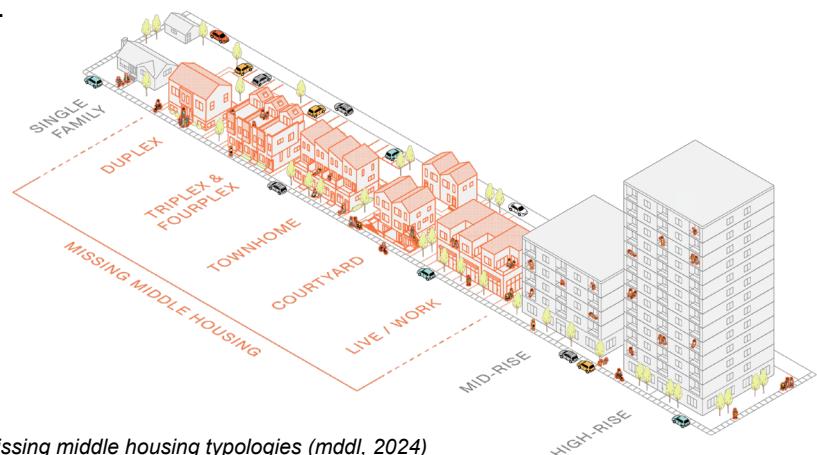 SINGLE
FAMILY
DUPLEX
TRIPLEX &
FOURPLEX
TOWNHOME
COURTYARD
LIVE / WORK
MISSING MIDDLE HOUSING
MID-RISE
HIGH-RISE
issing middle housing typologies (mddl, 2024)